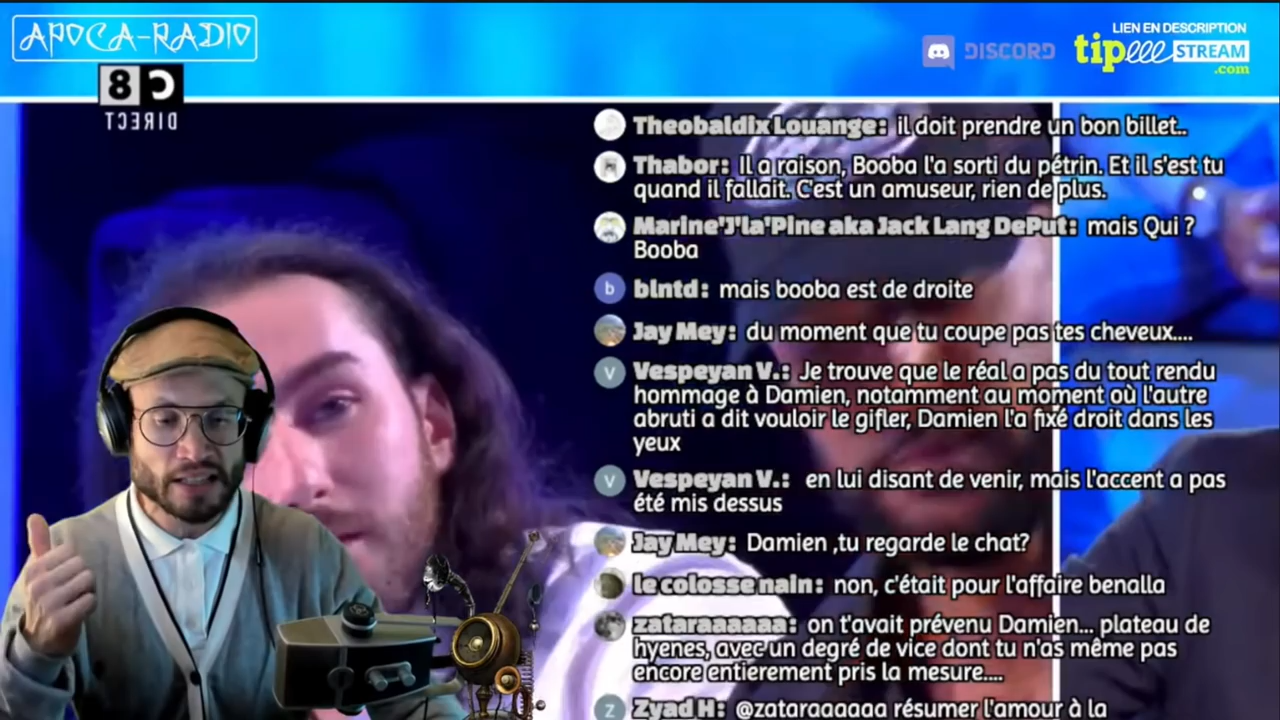 APOCA-RADIO
C8
DIRECT
DISCORD
LIEN EN DESCRIPTION
tipeee STREAM
.com
Theobaldix Louange: il doit prendre un bon billet..
Thabor: Il a raison, Booba l'a sorti du pétrin. Et il s'est tu
quand il fallait. C'est un amuseur, rien de plus.
Marine'J'la'Pine aka Jack Lang DePut: mais Qui ?
Booba
b
blntd: mais booba est de droite
Jay Mey: du moment que tu coupe pas tes cheveux....
V
Vespeyan V.: Je trouve que le réal a pas du tout rendu
hommage à Damien, notamment au moment où l'autre
abruti a dit vouloir le gifler, Damien l'a fixé droit dans les
yeux
V
Vespeyan V.: en lui disant de venir, mais l'accent a pas
été mis dessus
Jay Mey: Damien ,tu regarde le chat?
le colosse nain: non, c'était pour l'affaire benalla
zataraaaaaa: on t'avait prévenu Damien... plateau de
hyenes, avec un degré de vice dont tu n'as même pas
encore entierement pris la mesure....
Z
Zyad H: @zataraaaaaa résumer l'amour à la